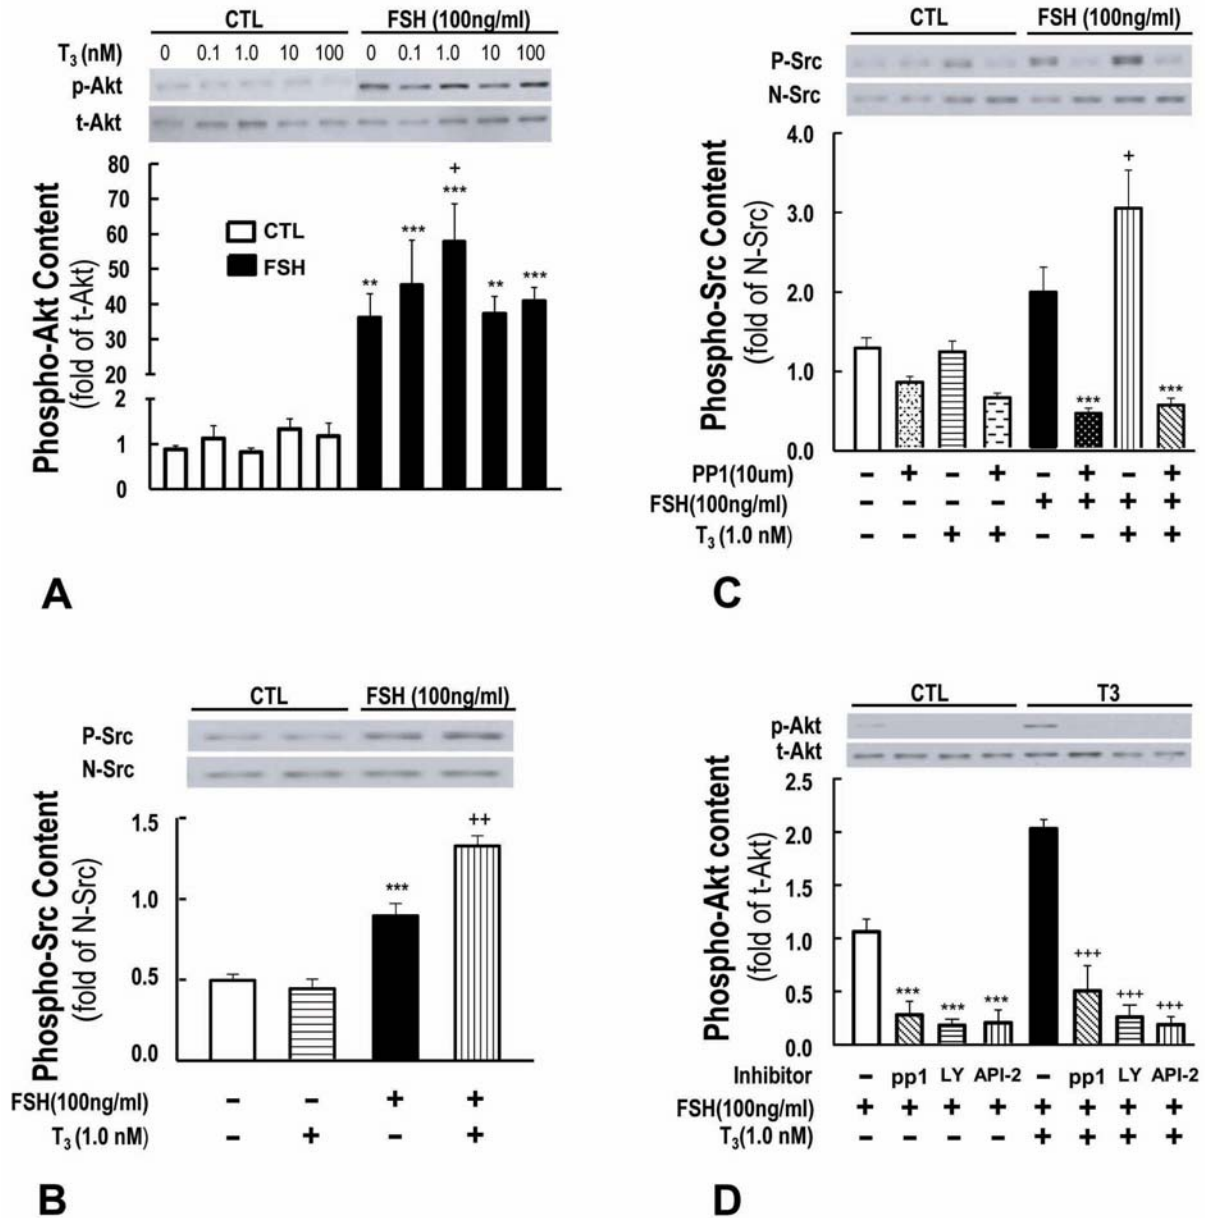 CTL FSH (100ng/ml)
T3 (nM) 0 0.1 1.0 10 100 0 0.1 1.0 10 100
p-Akt
t-Akt
Phospho-Akt Content
(fold of t-Akt)
80
70
60
50
40
30
20
2
1
0
CTL
FSH
** *** + *** ** ***
A
CTL FSH (100ng/ml)
P-Src
N-Src
Phospho-Src Content
(fold of N-Src)
4.0
3.0
2.0
1.0
0.0
*** + ***
PP1(10um) – + – + – + – +
FSH(100ng/ml) – – – – + + + +
T3 (1.0 nM) – – + + – – + +
C
CTL FSH (100ng/ml)
P-Src
N-Src
Phospho-Src Content
(fold of N-Src)
1.5
1.0
0.5
0.0
*** ++
FSH(100ng/ml) – – + +
T3 (1.0 nM) – + – +
B
CTL T3
p-Akt
t-Akt
Phospho-Akt content
(fold of t-Akt)
2.5
2.0
1.5
1.0
0.5
0.0
*** *** *** +++ +++ +++
Inhibitor – pp1 LY API-2 – pp1 LY API-2
FSH(100ng/ml) + + + + + + + +
T3(1.0 nM) – – – – + + + +
D